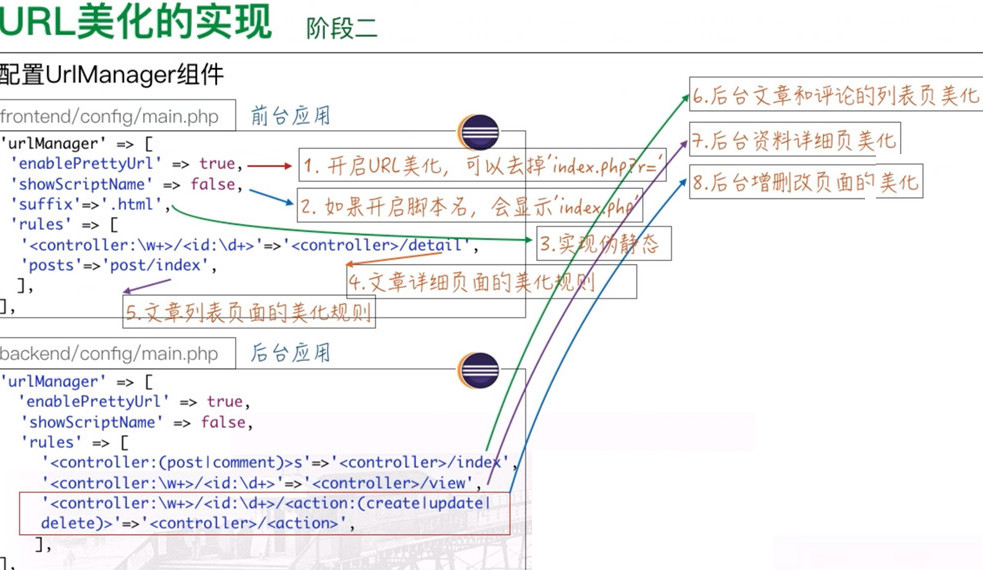 URL美化的实现 阶段二
配置UrlManager组件
frontend/config/main.php 前台应用
'urlManager' => [
'enablePrettyUrl' => true,
'showScriptName' => false,
'suffix'=>'.html',
'rules' => [
'<controller:\w+>/<id:\d+>'=>'<controller>/detail',
'posts'=>'post/index',
],
],
1. 开启URL美化，可以去掉'index.php?r='
2. 如果开启脚本名，会显示'index.php'
3.实现伪静态
4.文章详细页面的美化规则
5.文章列表页面的美化规则
backend/config/main.php 后台应用
'urlManager' => [
'enablePrettyUrl' => true,
'showScriptName' => false,
'rules' => [
'<controller:(post|comment)>s'=>'<controller>/index',
'<controller:\w+>/<id:\d+>'=>'<controller>/view',
'<controller:\w+>/<id:\d+>/<action:(create|update|
delete)>'=>'<controller>/<action>',
],
],
6.后台文章和评论的列表页美化
7.后台资料详细页美化
8.后台增删改页面的美化